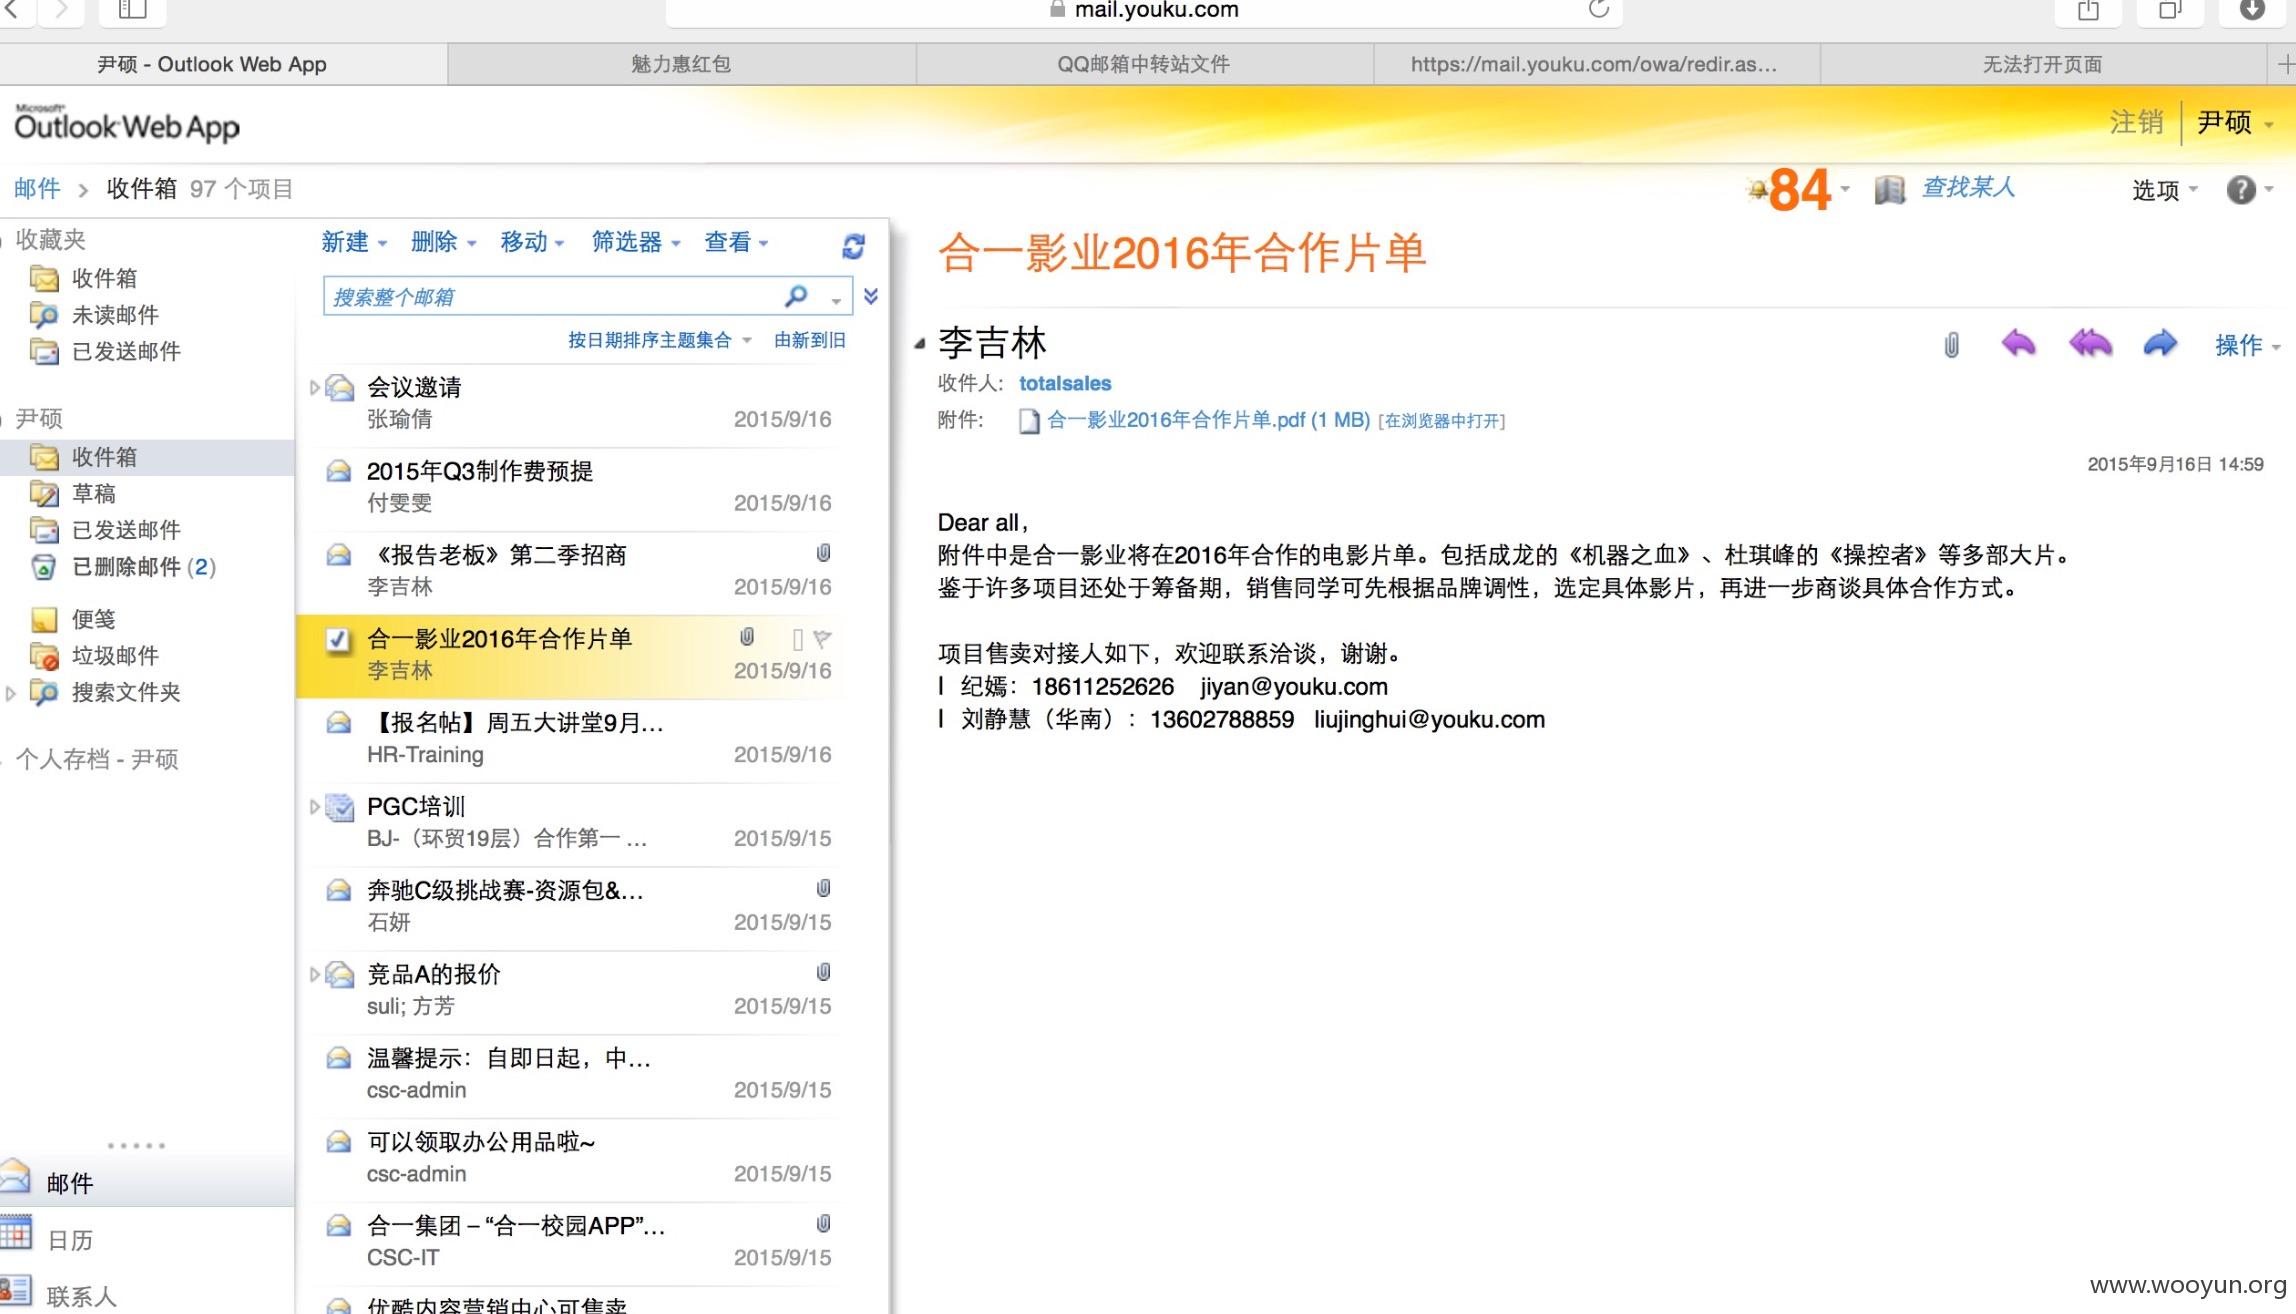 mail.youku.com
尹硕 - Outlook Web App
魅力惠红包
QQ邮箱中转站文件
https://mail.youku.com/owa/redir.as...
无法打开页面
Microsoft®
Outlook Web App
注销
尹硕
邮件 > 收件箱 97 个项目
84
查找某人
选项
收藏夹
收件箱
未读邮件
已发送邮件
尹硕
收件箱
草稿
已发送邮件
已删除邮件 (2)
便笺
垃圾邮件
搜索文件夹
个人存档 - 尹硕
邮件
日历
联系人
新建 删除 移动 筛选器 查看
搜索整个邮箱
按日期排序主题集合 由新到旧
会议邀请
张瑜倩 2015/9/16
2015年Q3制作费预提
付雯雯 2015/9/16
《报告老板》第二季招商
李吉林 2015/9/16
合一影业2016年合作片单
李吉林 2015/9/16
【报名帖】周五大讲堂9月...
HR-Training 2015/9/16
PGC培训
BJ-（环贸19层）合作第一 ... 2015/9/15
奔驰C级挑战赛-资源包&...
石妍 2015/9/15
竞品A的报价
suli; 方芳 2015/9/15
温馨提示：自即日起，中...
csc-admin 2015/9/15
可以领取办公用品啦~
csc-admin 2015/9/15
合一集团 – “合一校园APP”...
CSC-IT 2015/9/15
优酷内容营销中心可售卖
合一影业2016年合作片单
李吉林
操作
收件人: totalsales
附件: 合一影业2016年合作片单.pdf (1 MB) [在浏览器中打开]
2015年9月16日 14:59
Dear all，
附件中是合一影业将在2016年合作的电影片单。包括成龙的《机器之血》、杜琪峰的《操控者》等多部大片。
鉴于许多项目还处于筹备期，销售同学可先根据品牌调性，选定具体影片，再进一步商谈具体合作方式。
项目售卖对接人如下，欢迎联系洽谈，谢谢。
l 纪嫣：18611252626 jiyan@youku.com
l 刘静慧（华南）：13602788859 liujinghui@youku.com
www.wooyun.org